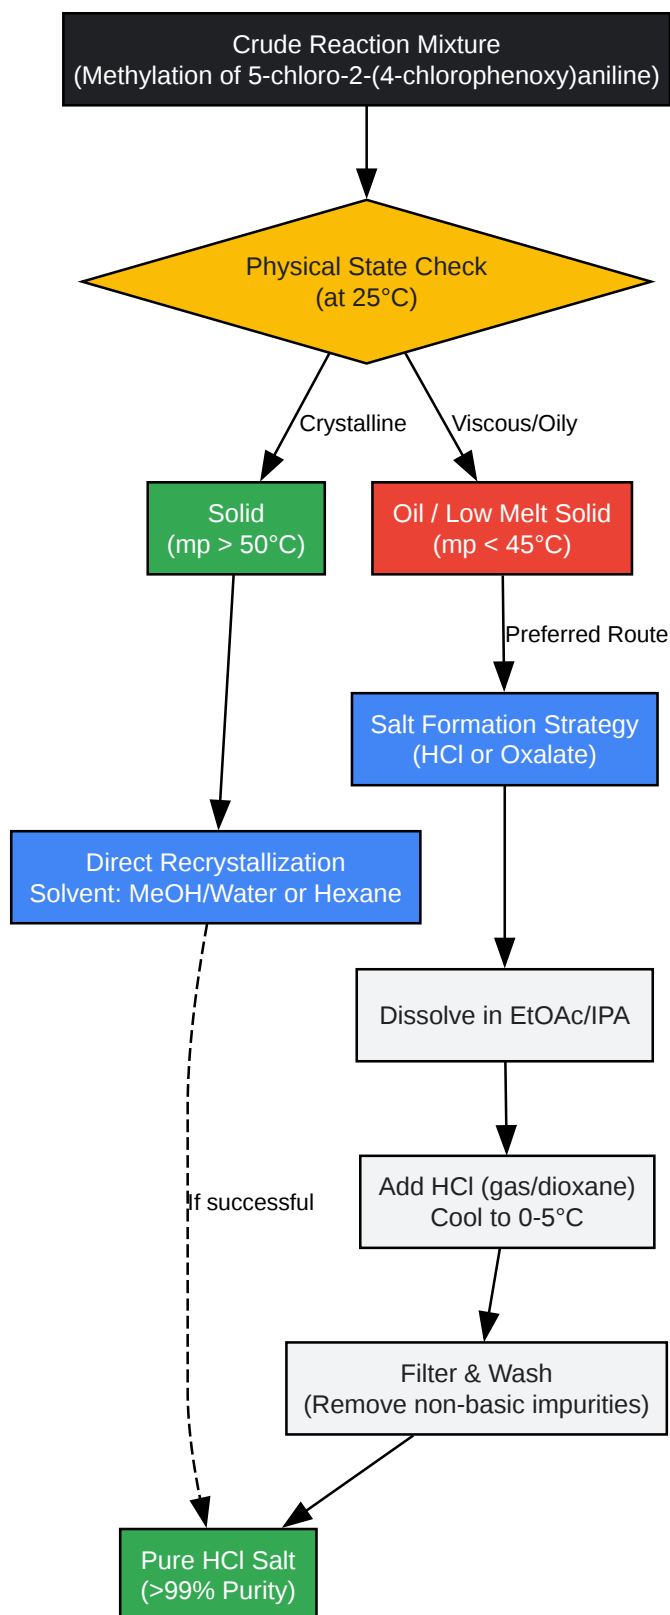 Crude Reaction Mixture
(Methylation of 5-chloro-2-(4-chlorophenoxy)aniline)
Physical State Check
(at 25°C)
Crystalline
Viscous/Oily
Solid
(mp > 50°C)
Oil / Low Melt Solid
(mp < 45°C)
Preferred Route
Salt Formation Strategy
(HCl or Oxalate)
Direct Recrystallization
Solvent: MeOH/Water or Hexane
Dissolve in EtOAc/IPA
Add HCl (gas/dioxane)
Cool to 0-5°C
If successful
Filter & Wash
(Remove non-basic impurities)
Pure HCl Salt
(>99% Purity)